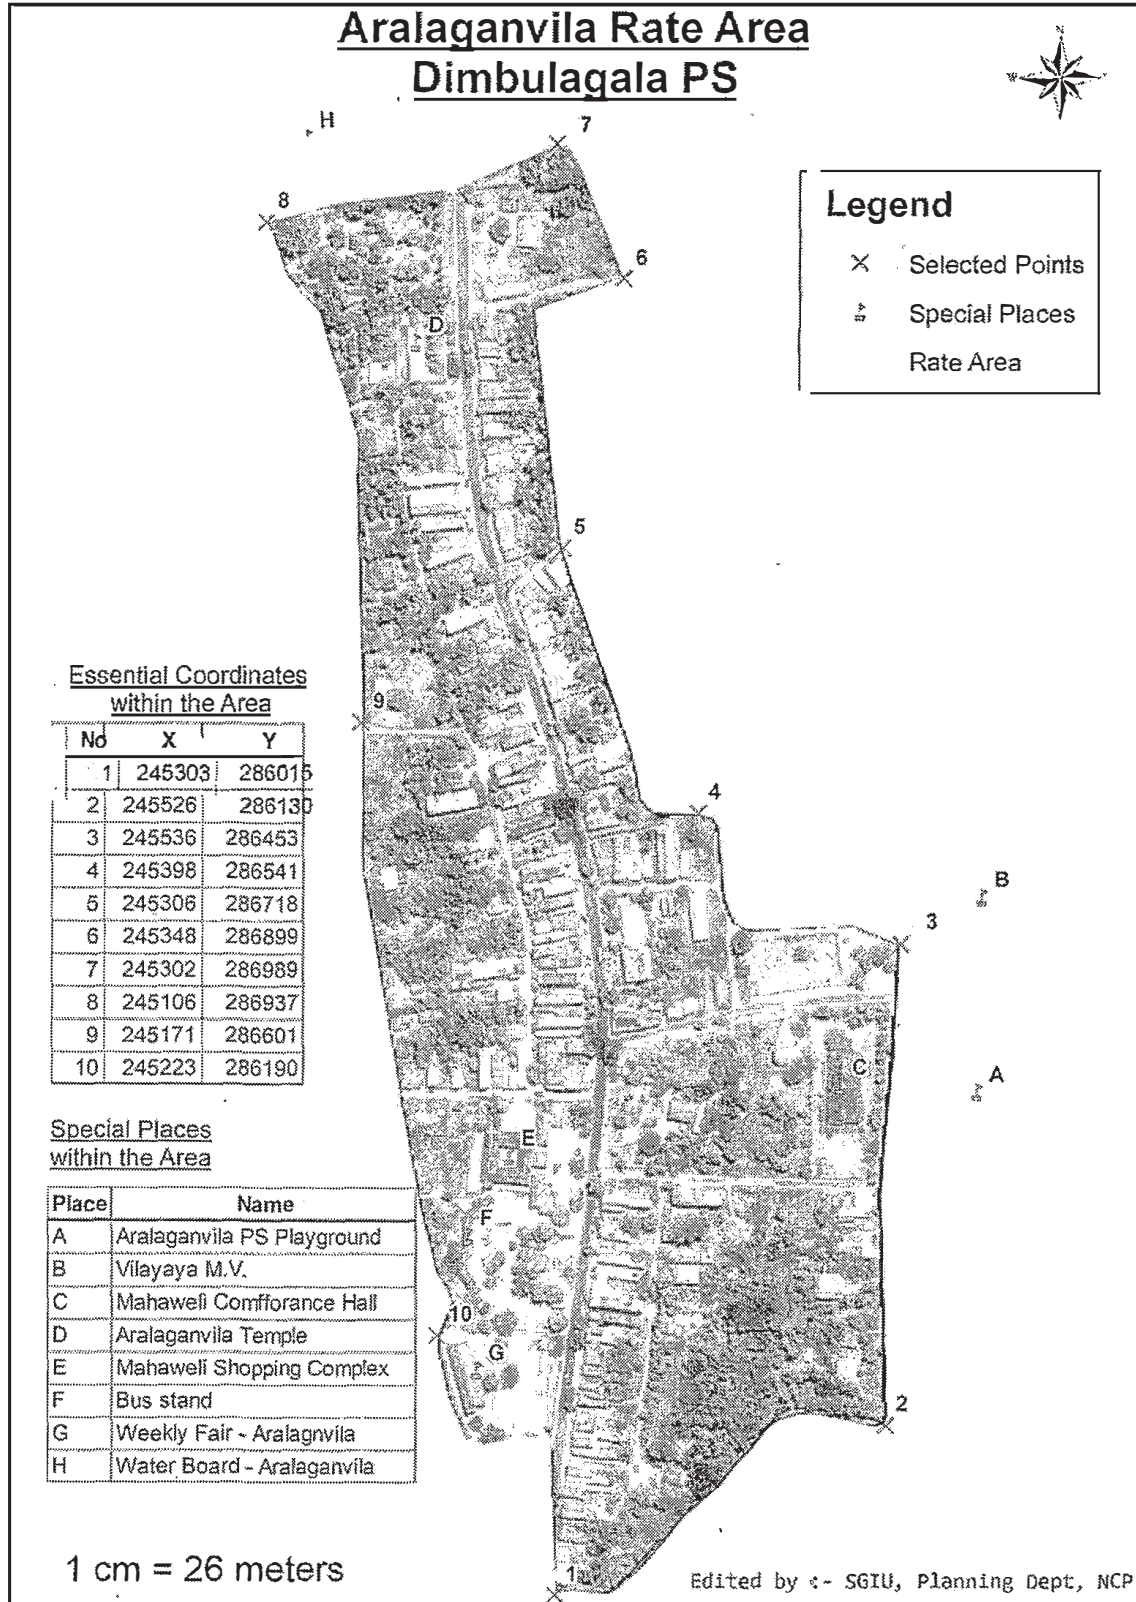 Aralaganvila Rate Area
Dimbulagala PS
N
W
H
7
8
6
Legend
Selected Points
Special Places
Rate Area
D
5
Essential Coordinates
within the Area
9
No X Y
1 245303 286015
2 245526 286130
3 245536 286453
4 245398 286541
5 245306 286718
6 245348 286899
7 245302 286989
8 245106 286937
9 245171 286601
10 245223 286190
4
B
3
C
A
Special Places
within the Area
E
Place Name
A Aralaganvila PS Playground
B Vilayaya M.V.
C Mahaweli Comfforance Hall
D Aralaganvila Temple
E Mahaweli Shopping Complex
F Bus stand
G Weekly Fair - Aralagnvila
H Water Board - Aralaganvila
F
10
G
2
1
1 cm = 26 meters
Edited by :- SGIU, Planning Dept, NCP